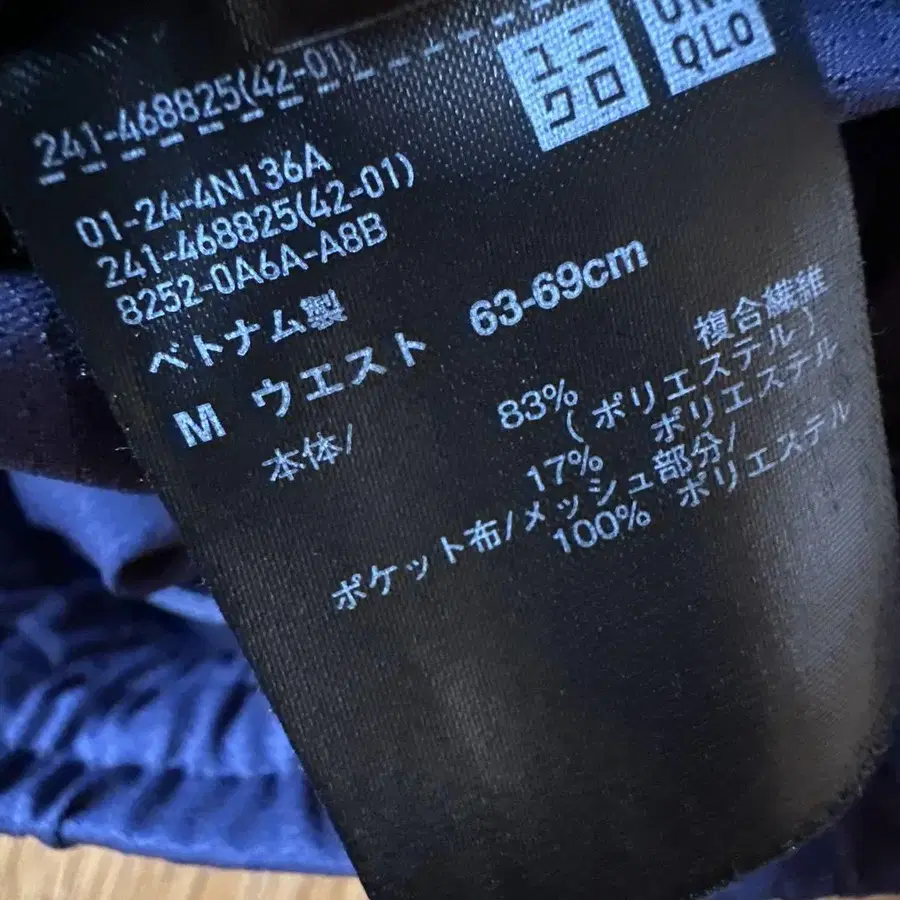 ユニ
クロ
UNI
QLO
241-468825(42-01)
01-24-4N136A
241-468825(42-01)
8252-0A6A-A8B
ベトナム製
M ウエスト 63-69cm
本体/ 83% 複合繊維
(ポリエステル)
17% ポリエステル
ポケット布/メッシュ部分/
100% ポリエステル